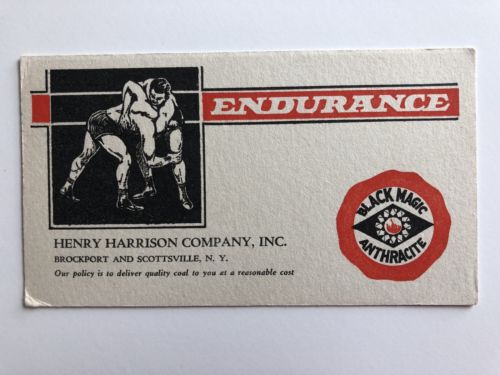 ENDURANCE
BLACK MAGIC
ANTHRACITE
HENRY HARRISON COMPANY, INC.
BROCKPORT AND SCOTTSVILLE, N. Y.
Our policy is to deliver quality coal to you at a reasonable cost